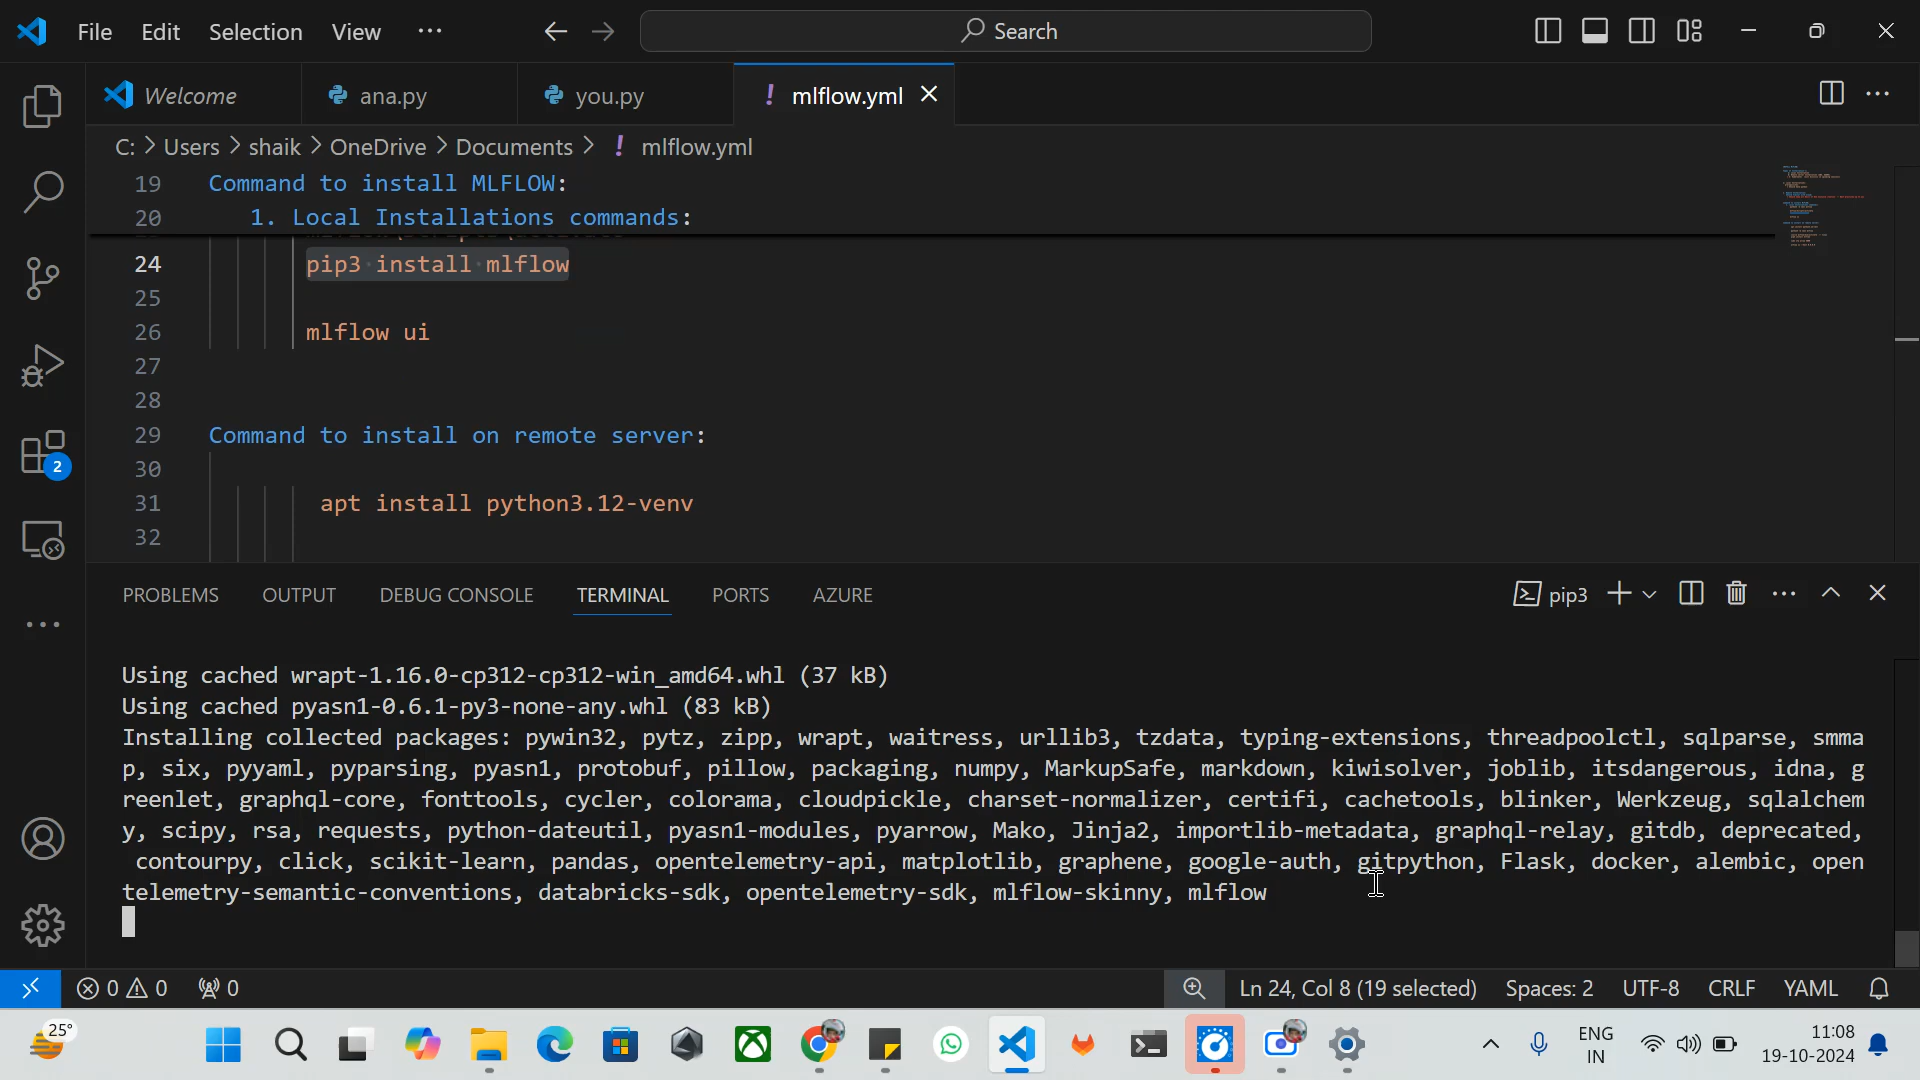 File Edit Selection View ··· Search
Welcome ana.py you.py ! mlflow.yml
C: > Users > shaik > OneDrive > Documents > ! mlflow.yml
19 Command to install MLFLOW:
20 1. Local Installations commands:
24 pip3 install mlflow
25
26 mlflow ui
27
28
29 Command to install on remote server:
30
31 apt install python3.12-venv
32
2
PROBLEMS OUTPUT DEBUG CONSOLE TERMINAL PORTS AZURE pip3
Using cached wrapt-1.16.0-cp312-cp312-win_amd64.whl (37 kB)
Using cached pyasn1-0.6.1-py3-none-any.whl (83 kB)
Installing collected packages: pywin32, pytz, zipp, wrapt, waitress, urllib3, tzdata, typing-extensions, threadpoolctl, sqlparse, smma
p, six, pyyaml, pyparsing, pyasn1, protobuf, pillow, packaging, numpy, MarkupSafe, markdown, kiwisolver, joblib, itsdangerous, idna, g
reenlet, graphql-core, fonttools, cycler, colorama, cloudpickle, charset-normalizer, certifi, cachetools, blinker, Werkzeug, sqlalchem
y, scipy, rsa, requests, python-dateutil, pyasn1-modules, pyarrow, Mako, Jinja2, importlib-metadata, graphql-relay, gitdb, deprecated,
contourpy, click, scikit-learn, pandas, opentelemetry-api, matplotlib, graphene, google-auth, gitpython, Flask, docker, alembic, open
telemetry-semantic-conventions, databricks-sdk, opentelemetry-sdk, mlflow-skinny, mlflow
0 0 0 Ln 24, Col 8 (19 selected) Spaces: 2 UTF-8 CRLF YAML
25° ENG 11:08
IN 19-10-2024